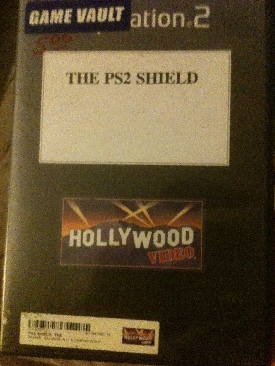 GAME VAULT
ation 2
THE PS2 SHIELD
HOLLYWOOD
VIDEO